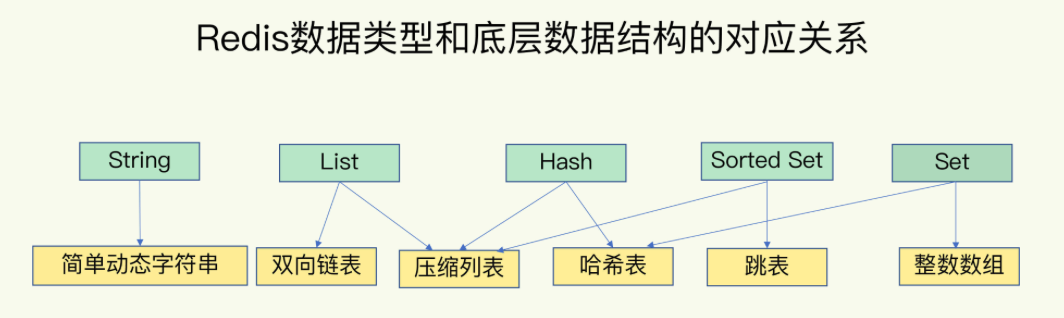 Redis数据类型和底层数据结构的对应关系
String
List
Hash
Sorted Set
Set
简单动态字符串
双向链表
压缩列表
哈希表
跳表
整数数组